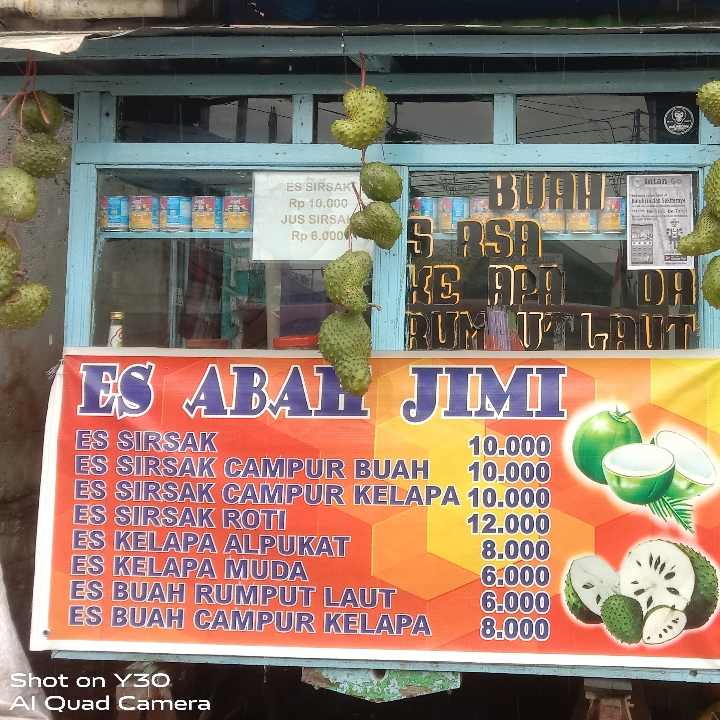 ES SIRSAK
Rp 10.000
JUS SIRSAK
Rp 6.000
BUAH
Intan-Go
ES ABAH JIMI
ES SIRSAK 10.000
ES SIRSAK CAMPUR BUAH 10.000
ES SIRSAK CAMPUR KELAPA 10.000
ES SIRSAK ROTI 12.000
ES KELAPA ALPUKAT 8.000
ES KELAPA MUDA 6.000
ES BUAH RUMPUT LAUT 6.000
ES BUAH CAMPUR KELAPA 8.000
Shot on Y30
AI Quad Camera